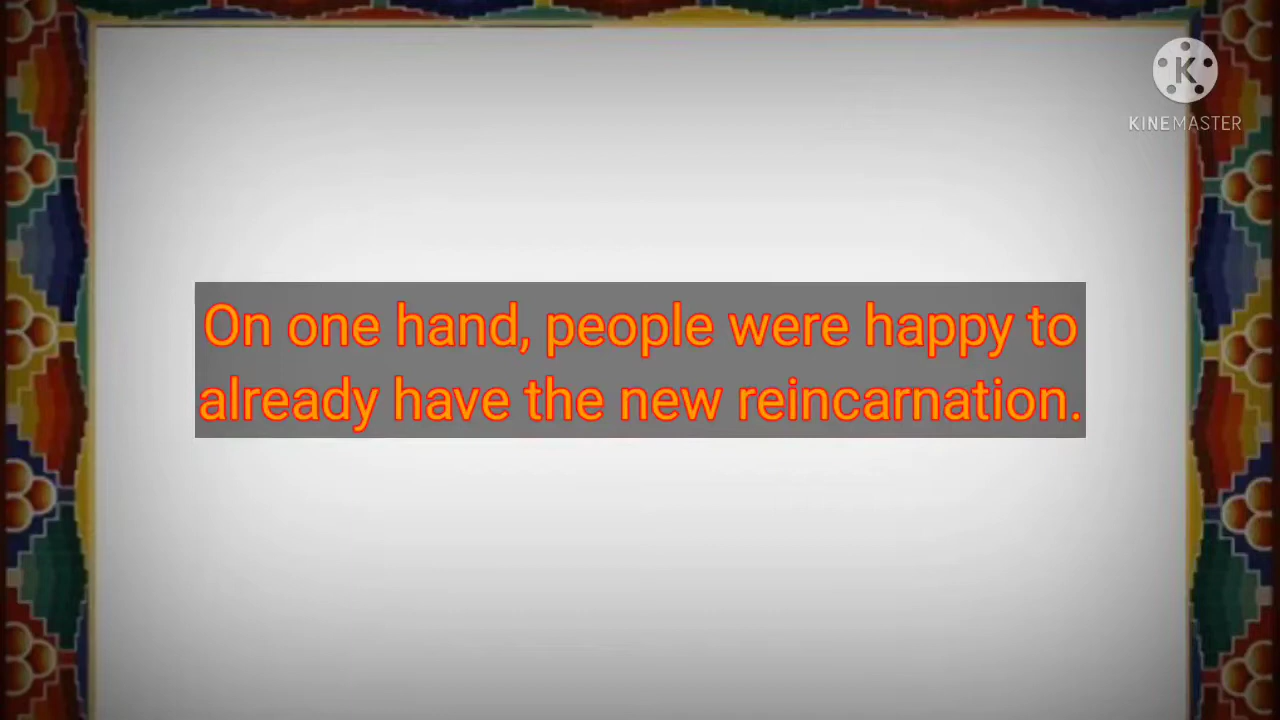 K
KINEMASTER
On one hand, people were happy to
already have the new reincarnation.